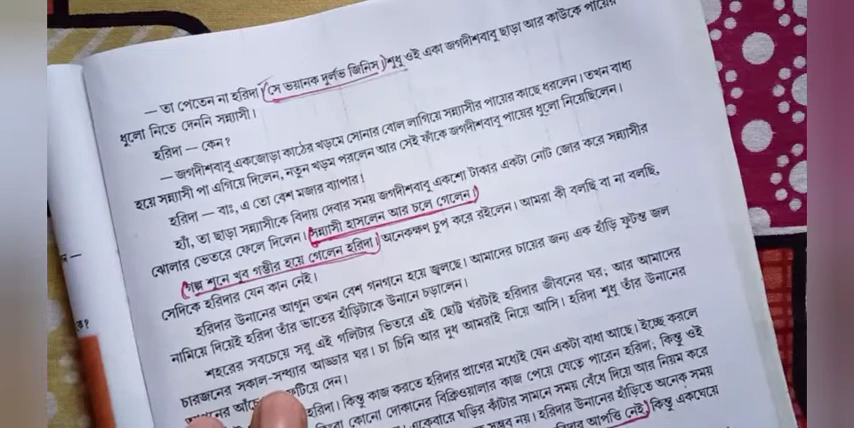 — তা পেতেন না হরিদা। সে ভয়ানক দুর্লভ জিনিস। শুধু ওই একা জগদীশবাবু ছাড়া আর কাউকে পায়ের
ধুলো নিতে দেননি সন্ন্যাসী।
হরিদা — কেন?
— জগদীশবাবু একজোড়া কাঠের খড়মে সোনার বোল লাগিয়ে সন্ন্যাসীর পায়ের কাছে ধরলেন। তখন বাধ্য
হয়ে সন্ন্যাসী পা এগিয়ে দিলেন, নতুন খড়ম পরলেন আর সেই ফাঁকে জগদীশবাবু পায়ের ধুলো নিয়েছিলেন।
হরিদা — বাঃ, এ তো বেশ মজার ব্যাপার।
হ্যাঁ, তা ছাড়া সন্ন্যাসীকে বিদায় দেবার সময় জগদীশবাবু একশো টাকার একটা নোট জোর করে সন্ন্যাসীর
ঝোলার ভেতরে ফেলে দিলেন। সন্ন্যাসী হাসলেন আর চলে গেলেন।
গল্প শুনে খুব গম্ভীর হয়ে গেলেন হরিদা। অনেকক্ষণ চুপ করে রইলেন। আমরা কী বলছি বা না বলছি,
সেদিকে হরিদার যেন কান নেই।
হরিদার উনানের আগুন তখন বেশ গনগনে হয়ে জ্বলছে। আমাদের চায়ের জন্য এক হাঁড়ি ফুটন্ত জল
নামিয়ে দিয়েই হরিদা তাঁর ভাতের হাঁড়িটাকে উনানে চড়ালেন।
শহরের সবচেয়ে সরু এই গলিটার ভিতরে এই ছোট্ট ঘরটাই হরিদার জীবনের ঘর; আর আমাদের
চারজনের সকাল-সন্ধ্যার আড্ডার ঘর। চা চিনি আর দুধ আমরাই নিয়ে আসি। হরিদা শুধু তাঁর উনানের
আঁচে টিয়ে দেন।
হরিদা। কিন্তু কাজ করতে হরিদার প্রাণের মধ্যেই যেন একটা বাধা আছে। ইচ্ছে করলে
কোনো দোকানের বিক্রিওয়ালার কাজ পেয়ে যেতে পারেন হরিদা; কিন্তু ওই
একেবারে ঘড়ির কাঁটার সামনে সময় বেঁধে দিয়ে আর নিয়ম করে
সম্ভব নয়। হরিদার উনানের হাঁড়িতে অনেক সময়
আপত্তি নেই, কিন্তু একঘেয়ে